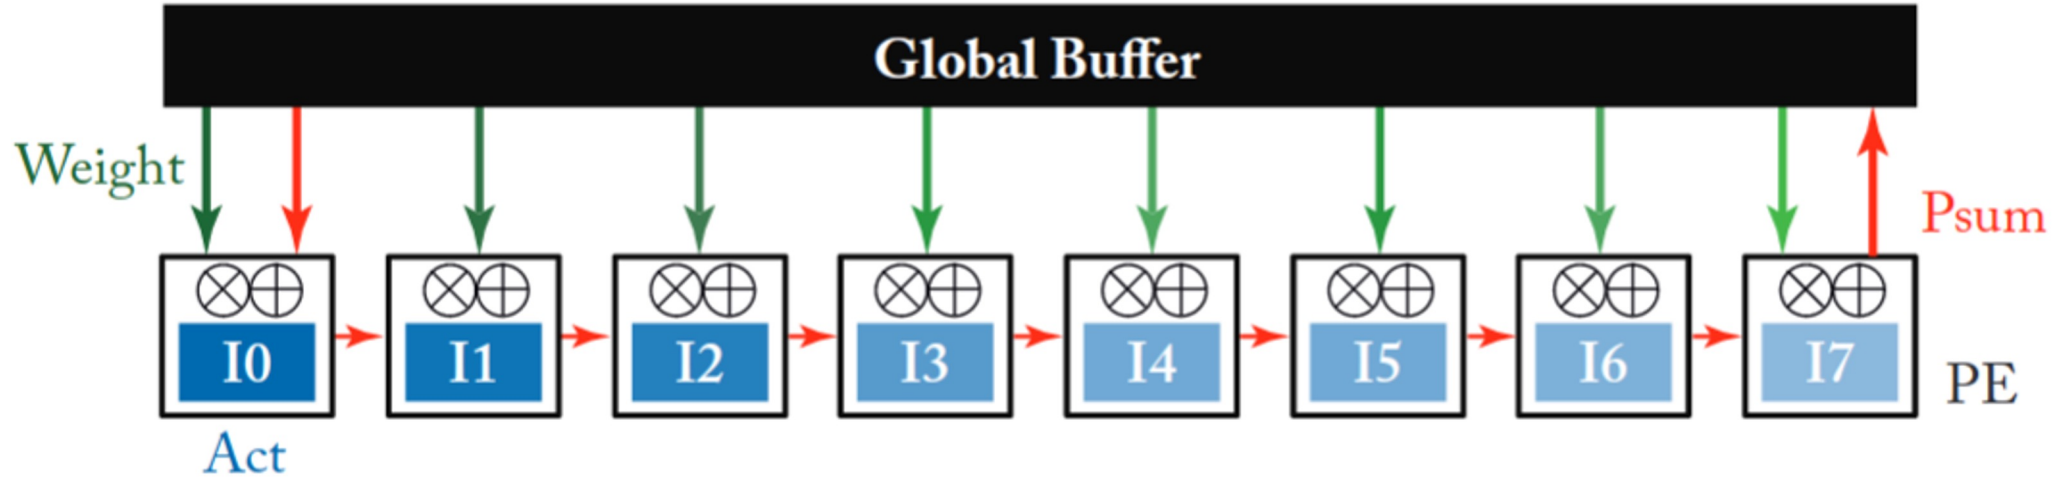 Global Buffer
Weight
Psum
I0 I1 I2 I3 I4 I5 I6 I7
PE
Act